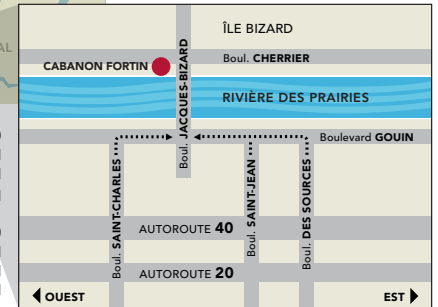 ÎLE BIZARD
Boul. CHERRIER
CABANON FORTIN
Boul. JACQUES-BIZARD
RIVIÈRE DES PRAIRIES
Boulevard GOUIN
Boul. SAINT-CHARLES
Boul. SAINT-JEAN
Boul. DES SOURCES
AUTOROUTE 40
AUTOROUTE 20
OUEST
EST
AL